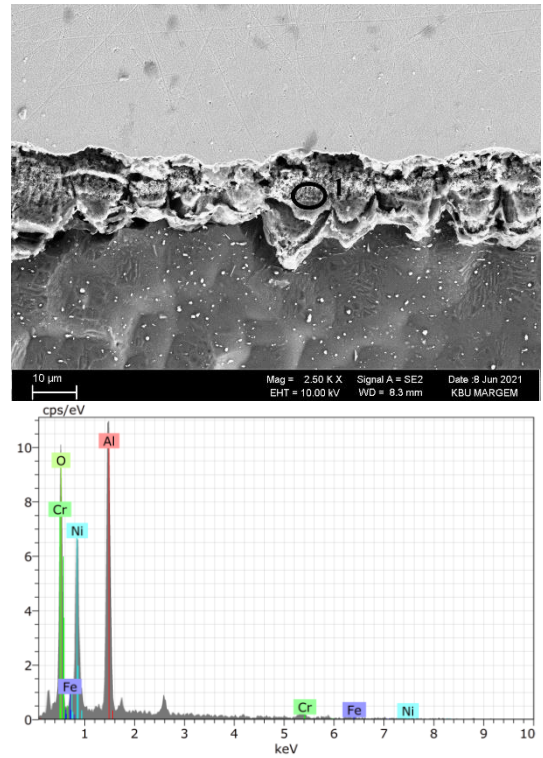 1
10 µm
Mag = 2.50 K X Signal A = SE2 Date :8 Jun 2021
EHT = 10.00 kV WD = 8.3 mm KBU MARGEM
cps/eV
10
8
6
4
2
0
O
Al
Cr
Ni
Fe
Cr
Fe
Ni
1 2 3 4 5 6 7 8 9 10
keV